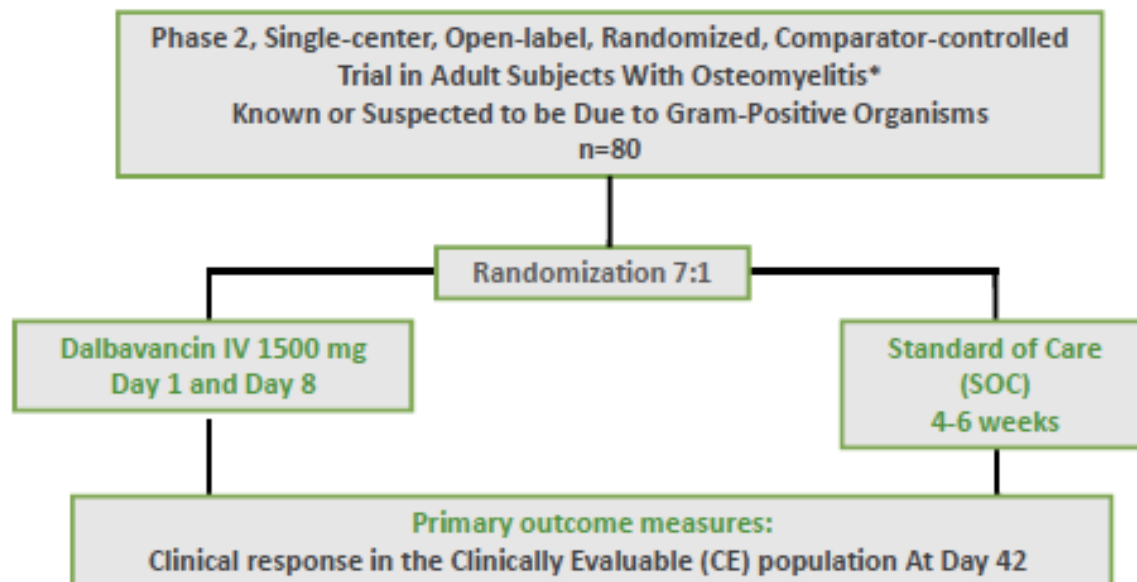 Phase 2, Single-center, Open-label, Randomized, Comparator-controlled
Trial in Adult Subjects With Osteomyelitis*
Known or Suspected to be Due to Gram-Positive Organisms
n=80
Randomization 7:1
Dalbavancin IV 1500 mg
Day 1 and Day 8
Standard of Care
(SOC)
4-6 weeks
Primary outcome measures:
Clinical response in the Clinically Evaluable (CE) population At Day 42